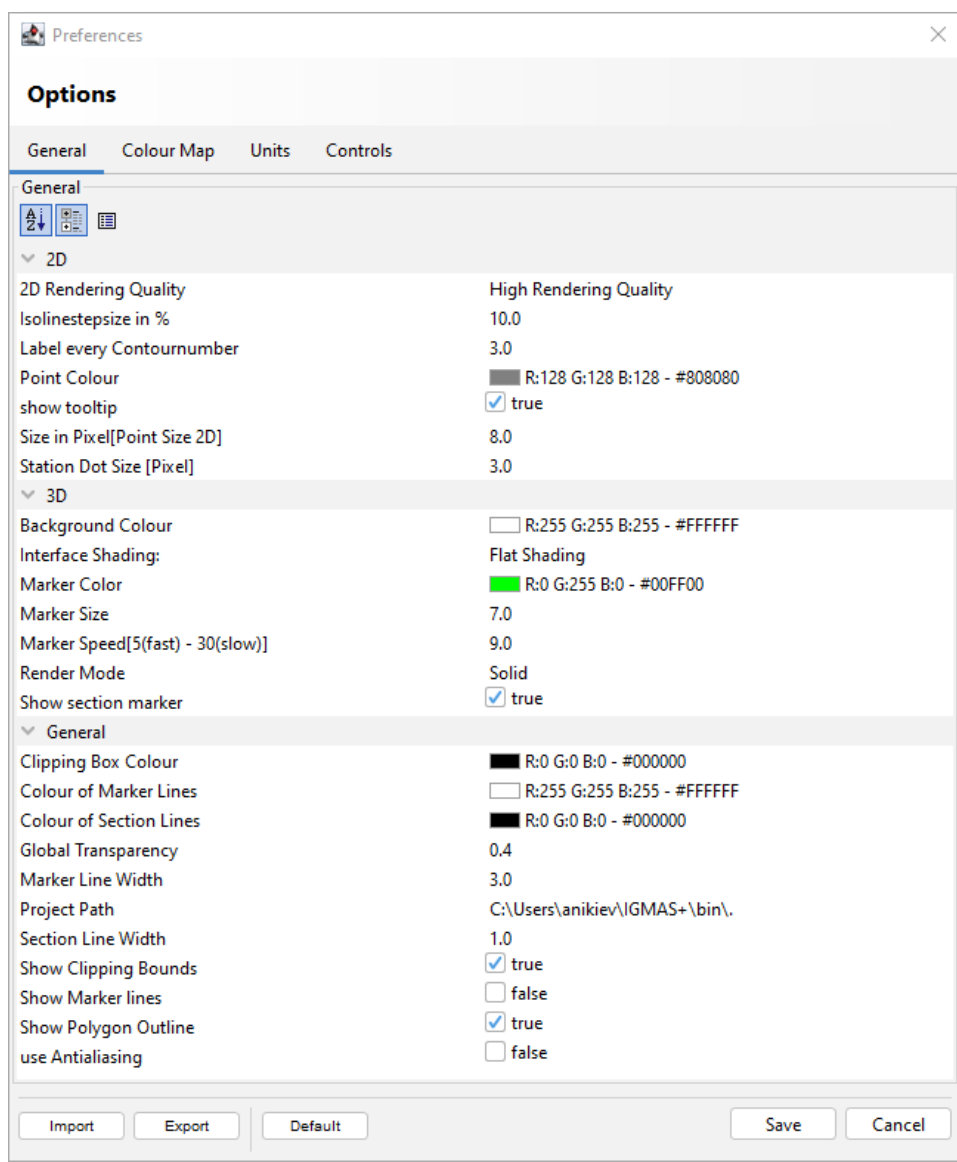 Preferences
Options
General Colour Map Units Controls
General
2D
2D Rendering Quality High Rendering Quality
Isolinestepsize in % 10.0
Label every Contournumber 3.0
Point Colour R:128 G:128 B:128 - #808080
show tooltip true
Size in Pixel[Point Size 2D] 8.0
Station Dot Size [Pixel] 3.0
3D
Background Colour R:255 G:255 B:255 - #FFFFFF
Interface Shading: Flat Shading
Marker Color R:0 G:255 B:0 - #00FF00
Marker Size 7.0
Marker Speed[5(fast) - 30(slow)] 9.0
Render Mode Solid
Show section marker true
General
Clipping Box Colour R:0 G:0 B:0 - #000000
Colour of Marker Lines R:255 G:255 B:255 - #FFFFFF
Colour of Section Lines R:0 G:0 B:0 - #000000
Global Transparency 0.4
Marker Line Width 3.0
Project Path C:\Users\anikiev\IGMAS+\bin\.
Section Line Width 1.0
Show Clipping Bounds true
Show Marker lines false
Show Polygon Outline true
use Antialiasing false
Import Export Default Save Cancel